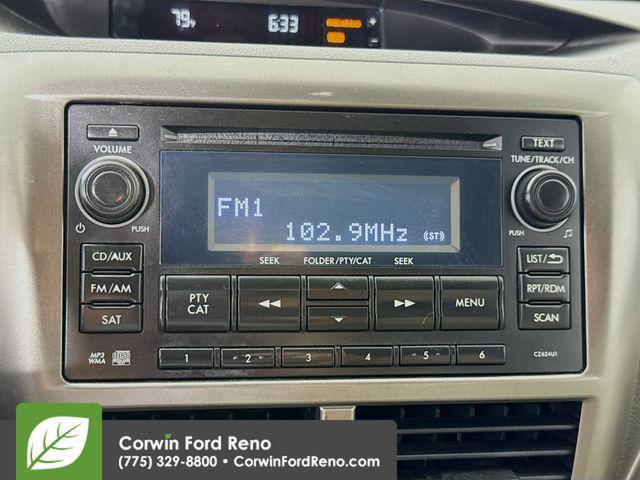 79°F 6:33
TEXT
VOLUME
TUNE/TRACK/CH
FM1
102.9MHz (ST)
PUSH PUSH
SEEK FOLDER/PTY/CAT SEEK
CD/AUX
FM/AM
SAT
PTY CAT
MENU
LIST/
RPT/RDM
SCAN
MP3 WMA
1 2 3 4 5 6
CZ624U1
Corwin Ford Reno
(775) 329-8800 • CorwinFordReno.com